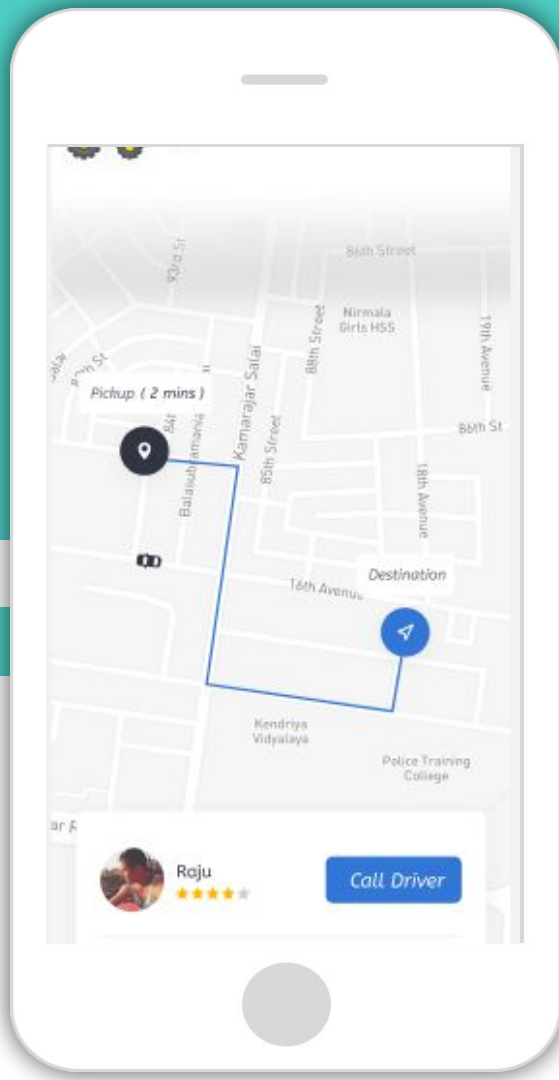 93rd St
86th Street
Nirmala
Girls HSS
88th Street
19th Avenue
Pickup ( 2 mins )
Kamarajar Salai
86th St
85th Street
18th Avenue
Destination
16th Avenue
Kendriya
Vidyalaya
Police Training
College
Raju
Call Driver